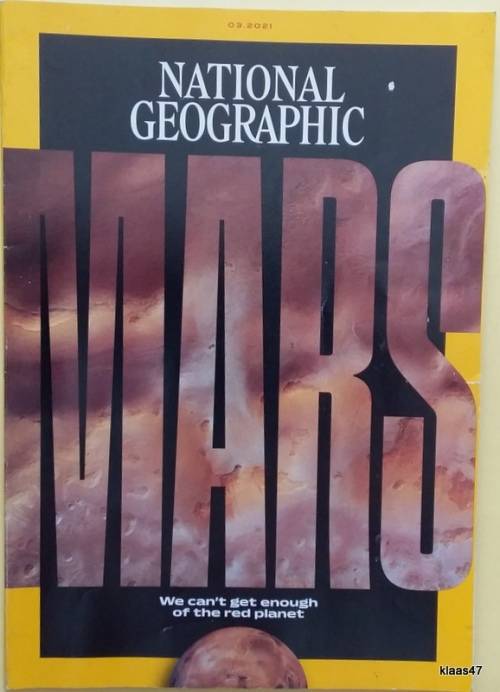 03.2021
NATIONAL
GEOGRAPHIC
MARS
We can't get enough
of the red planet
klaas47